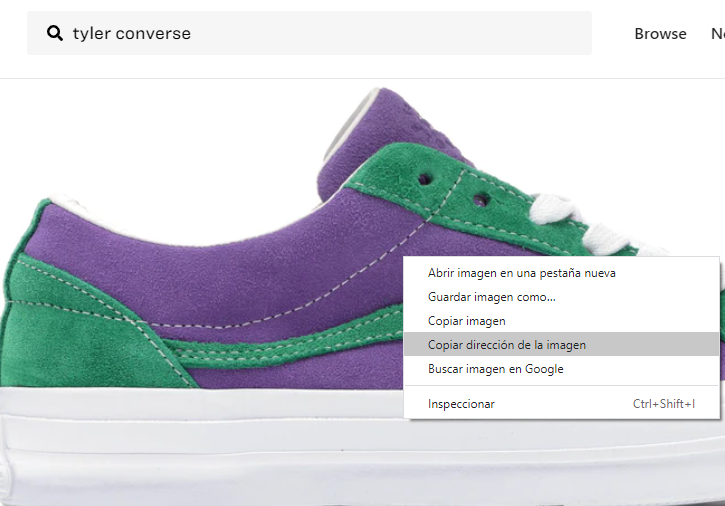 tyler converse
Browse
Abrir imagen en una pestaña nueva
Guardar imagen como...
Copiar imagen
Copiar dirección de la imagen
Buscar imagen en Google
Inspeccionar Ctrl+Shift+I